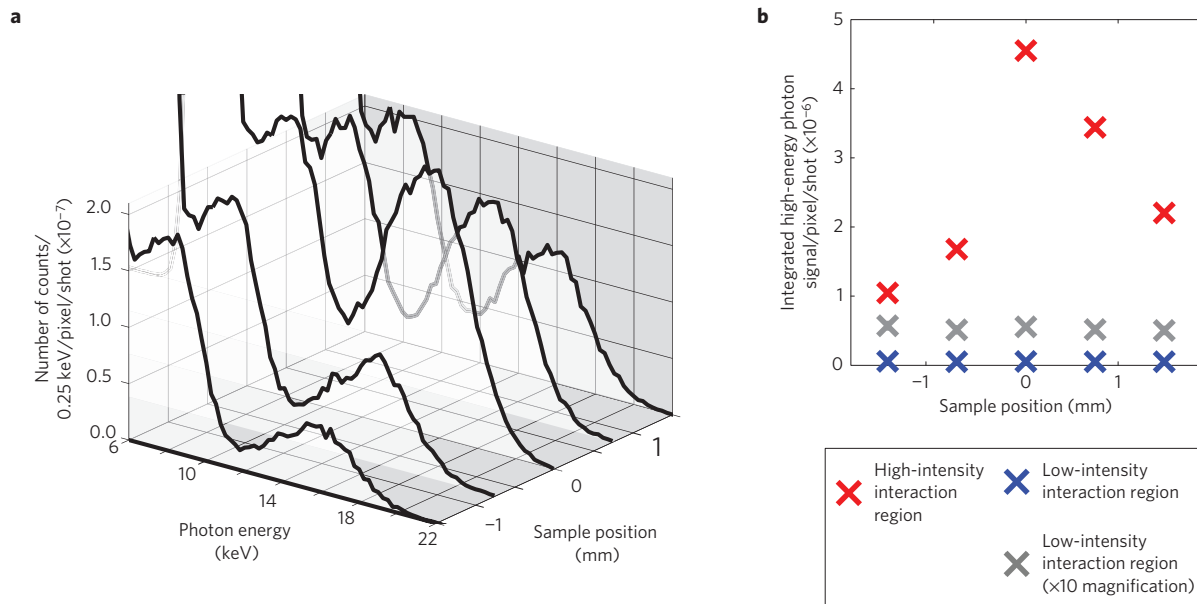 a
Number of counts/
0.25 keV/pixel/shot (×10⁻⁷)
2.0
1.5
1.0
0.5
0.0
6
10
14
18
22
Photon energy
(keV)
−1
0
1
Sample position
(mm)
b
Integrated high-energy photon
signal/pixel/shot (×10⁻⁶)
5
4
3
2
1
0
−1
0
1
Sample position (mm)
High-intensity
interaction
region
Low-intensity
interaction region
Low-intensity
interaction region
(×10 magnification)